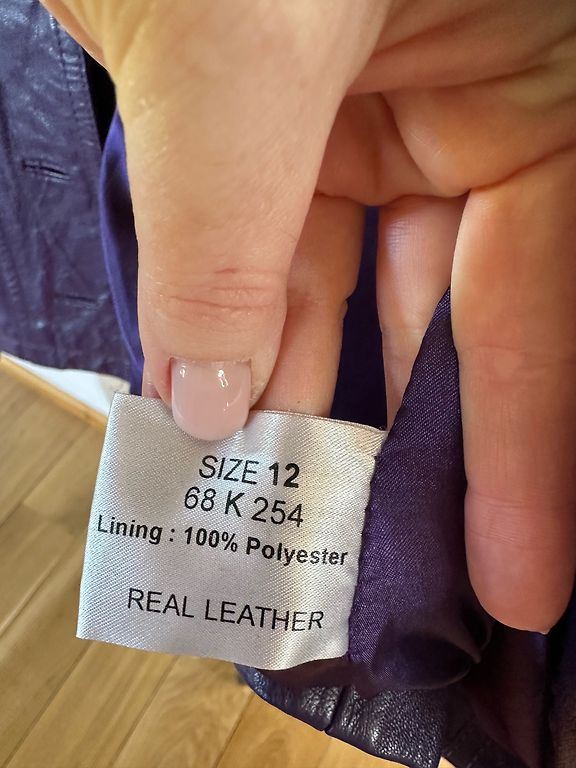 SIZE 12
68 K 254
Lining : 100% Polyester
REAL LEATHER